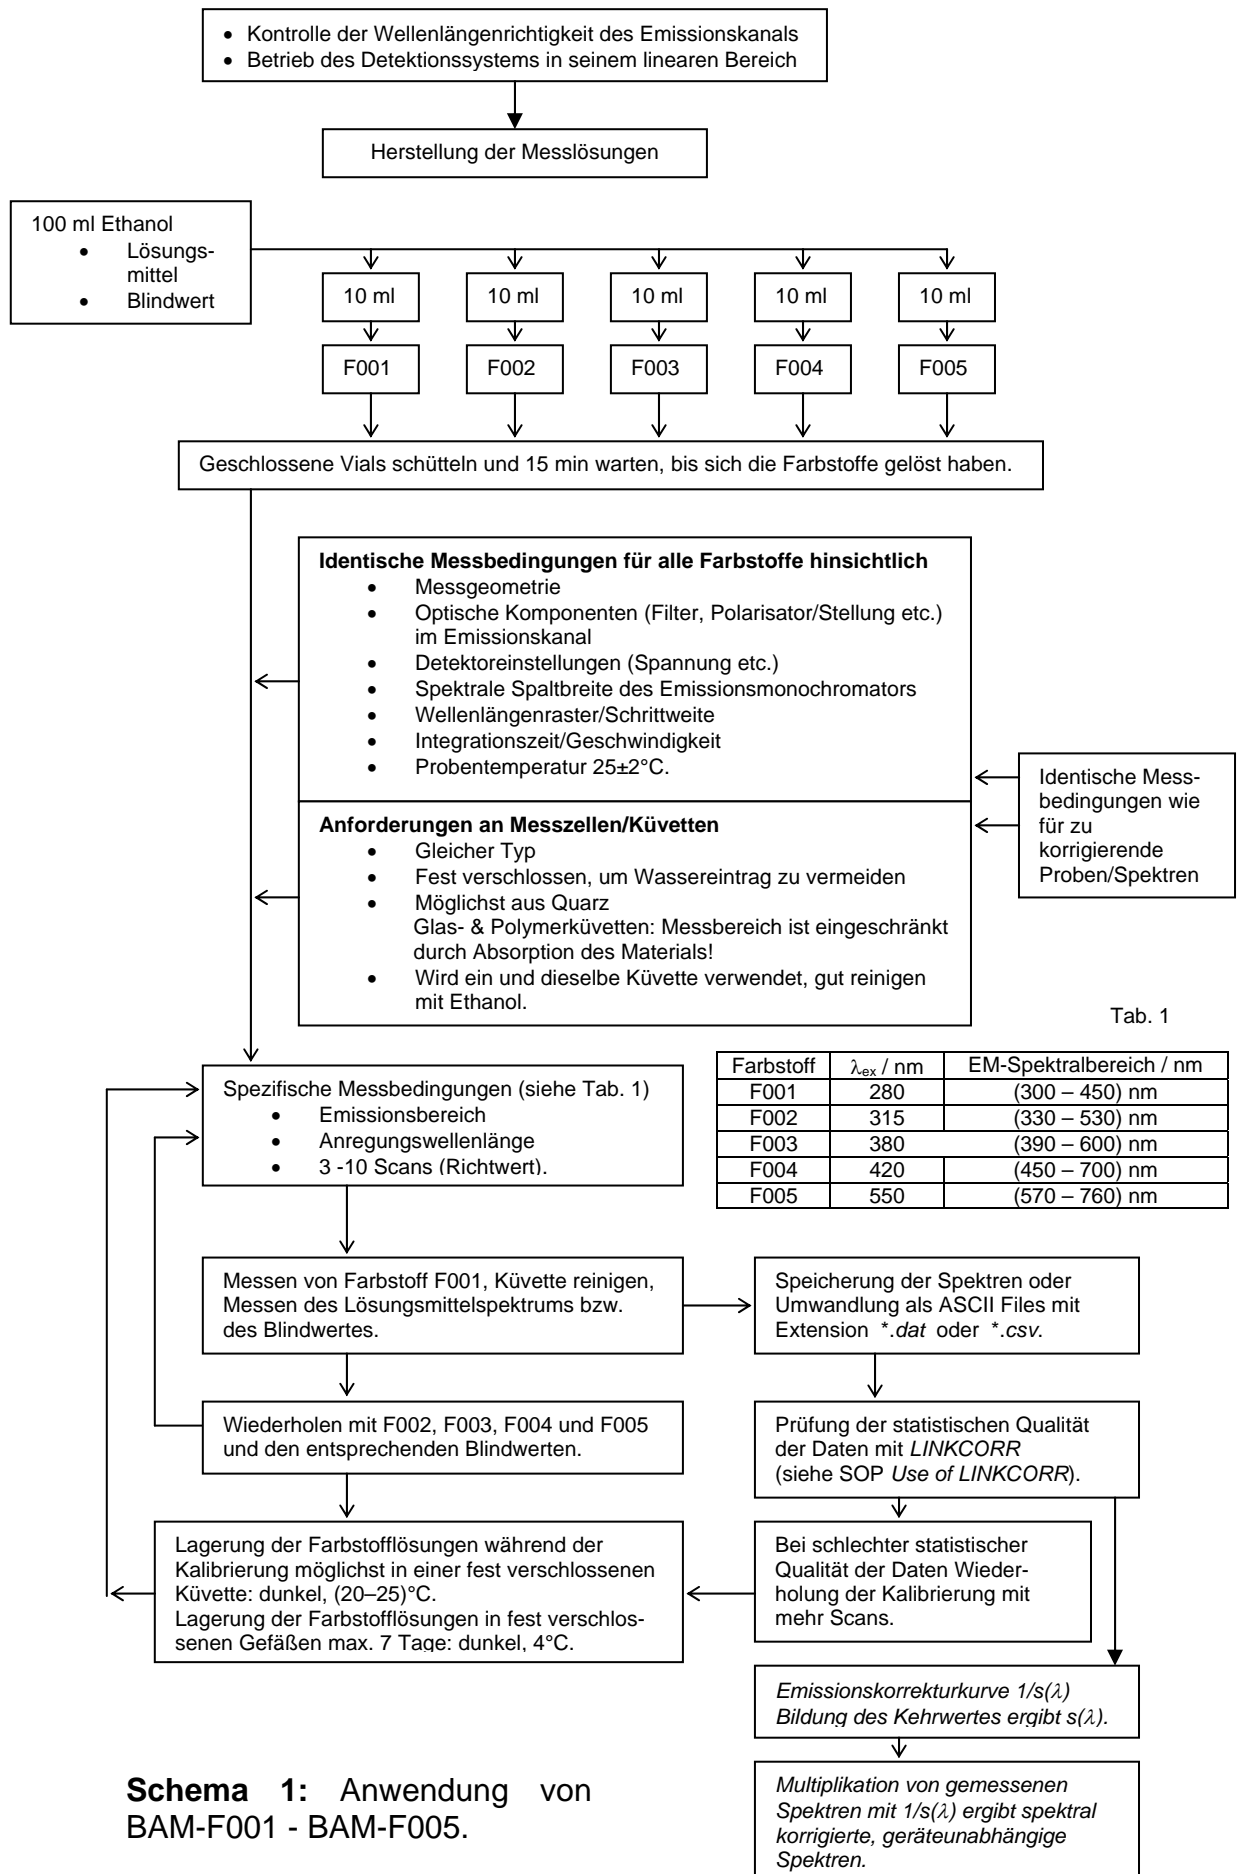 • Kontrolle der Wellenlängenrichtigkeit des Emissionskanals
• Betrieb des Detektionssystems in seinem linearen Bereich
Herstellung der Messlösungen
100 ml Ethanol
• Lösungs-
mittel
• Blindwert
10 ml 10 ml 10 ml 10 ml 10 ml
F001 F002 F003 F004 F005
Geschlossene Vials schütteln und 15 min warten, bis sich die Farbstoffe gelöst haben.
Identische Messbedingungen für alle Farbstoffe hinsichtlich
• Messgeometrie
• Optische Komponenten (Filter, Polarisator/Stellung etc.)
im Emissionskanal
• Detektoreinstellungen (Spannung etc.)
• Spektrale Spaltbreite des Emissionsmonochromators
• Wellenlängenraster/Schrittweite
• Integrationszeit/Geschwindigkeit
• Probentemperatur 25±2°C.
Identische Mess-
bedingungen wie
für zu
korrigierende
Proben/Spektren
Anforderungen an Messzellen/Küvetten
• Gleicher Typ
• Fest verschlossen, um Wassereintrag zu vermeiden
• Möglichst aus Quarz
Glas- & Polymerküvetten: Messbereich ist eingeschränkt
durch Absorption des Materials!
• Wird ein und dieselbe Küvette verwendet, gut reinigen
mit Ethanol.
Tab. 1
Farbstoff λex / nm EM-Spektralbereich / nm
F001 280 (300 – 450) nm
F002 315 (330 – 530) nm
F003 380 (390 – 600) nm
F004 420 (450 – 700) nm
F005 550 (570 – 760) nm
Spezifische Messbedingungen (siehe Tab. 1)
• Emissionsbereich
• Anregungswellenlänge
• 3 -10 Scans (Richtwert).
Messen von Farbstoff F001, Küvette reinigen,
Messen des Lösungsmittelspektrums bzw.
des Blindwertes.
Speicherung der Spektren oder
Umwandlung als ASCII Files mit
Extension *.dat oder *.csv.
Wiederholen mit F002, F003, F004 und F005
und den entsprechenden Blindwerten.
Prüfung der statistischen Qualität
der Daten mit LINKCORR
(siehe SOP Use of LINKCORR).
Lagerung der Farbstofflösungen während der
Kalibrierung möglichst in einer fest verschlossenen
Küvette: dunkel, (20–25)°C.
Lagerung der Farbstofflösungen in fest verschlos-
senen Gefäßen max. 7 Tage: dunkel, 4°C.
Bei schlechter statistischer
Qualität der Daten Wieder-
holung der Kalibrierung mit
mehr Scans.
Emissionskorrekturkurve 1/s(λ)
Bildung des Kehrwertes ergibt s(λ).
Multiplikation von gemessenen
Spektren mit 1/s(λ) ergibt spektral
korrigierte, geräteunabhängige
Spektren.
Schema 1: Anwendung von
BAM-F001 - BAM-F005.